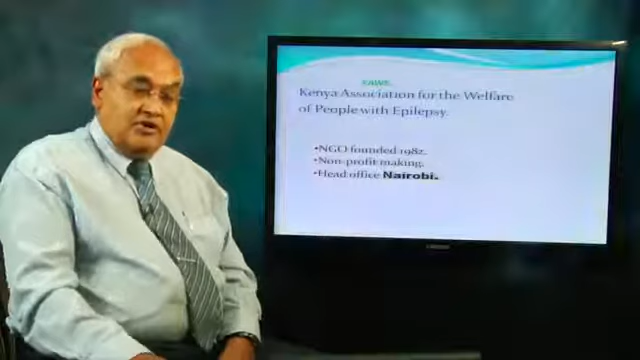 KAWE.
Kenya Association for the Welfare
of People with Epilepsy.
•NGO founded 1982.
•Non-profit making.
•Head office Nairobi.